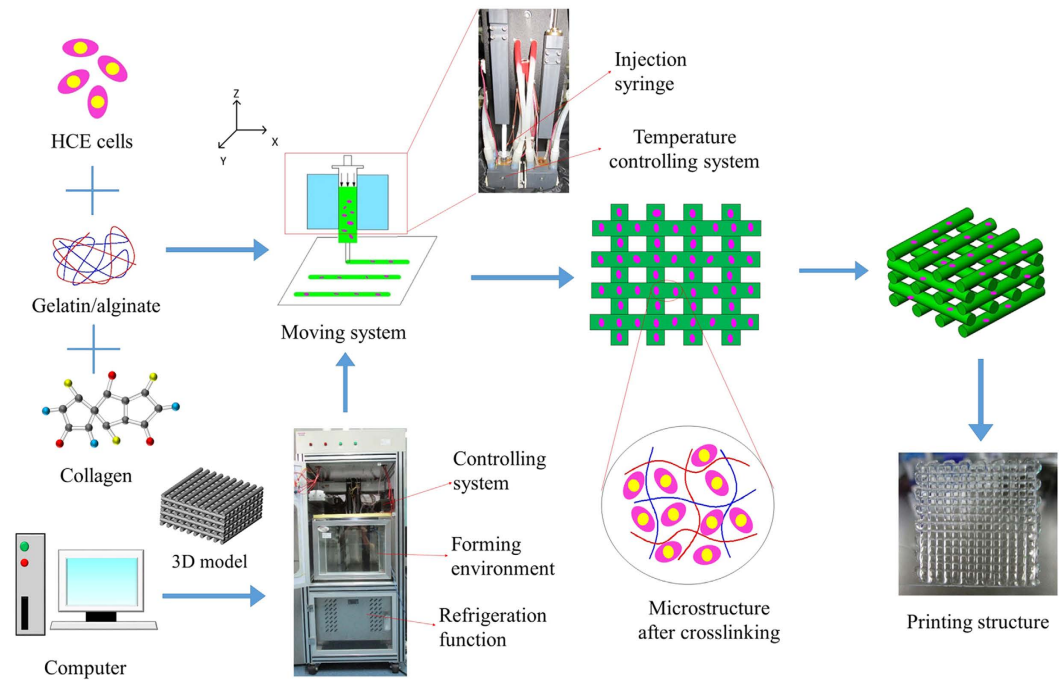 HCE cells
Gelatin/alginate
Collagen
3D model
Computer
Z
X
Y
Moving system
Injection
syringe
Temperature
controlling system
Controlling
system
Forming
environment
Refrigeration
function
Microstructure
after crosslinking
Printing structure